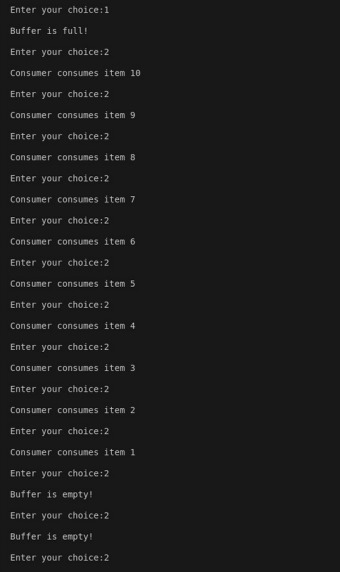 Enter your choice:1
Buffer is full!
Enter your choice:2
Consumer consumes item 10
Enter your choice:2
Consumer consumes item 9
Enter your choice:2
Consumer consumes item 8
Enter your choice:2
Consumer consumes item 7
Enter your choice:2
Consumer consumes item 6
Enter your choice:2
Consumer consumes item 5
Enter your choice:2
Consumer consumes item 4
Enter your choice:2
Consumer consumes item 3
Enter your choice:2
Consumer consumes item 2
Enter your choice:2
Consumer consumes item 1
Enter your choice:2
Buffer is empty!
Enter your choice:2
Buffer is empty!
Enter your choice:2